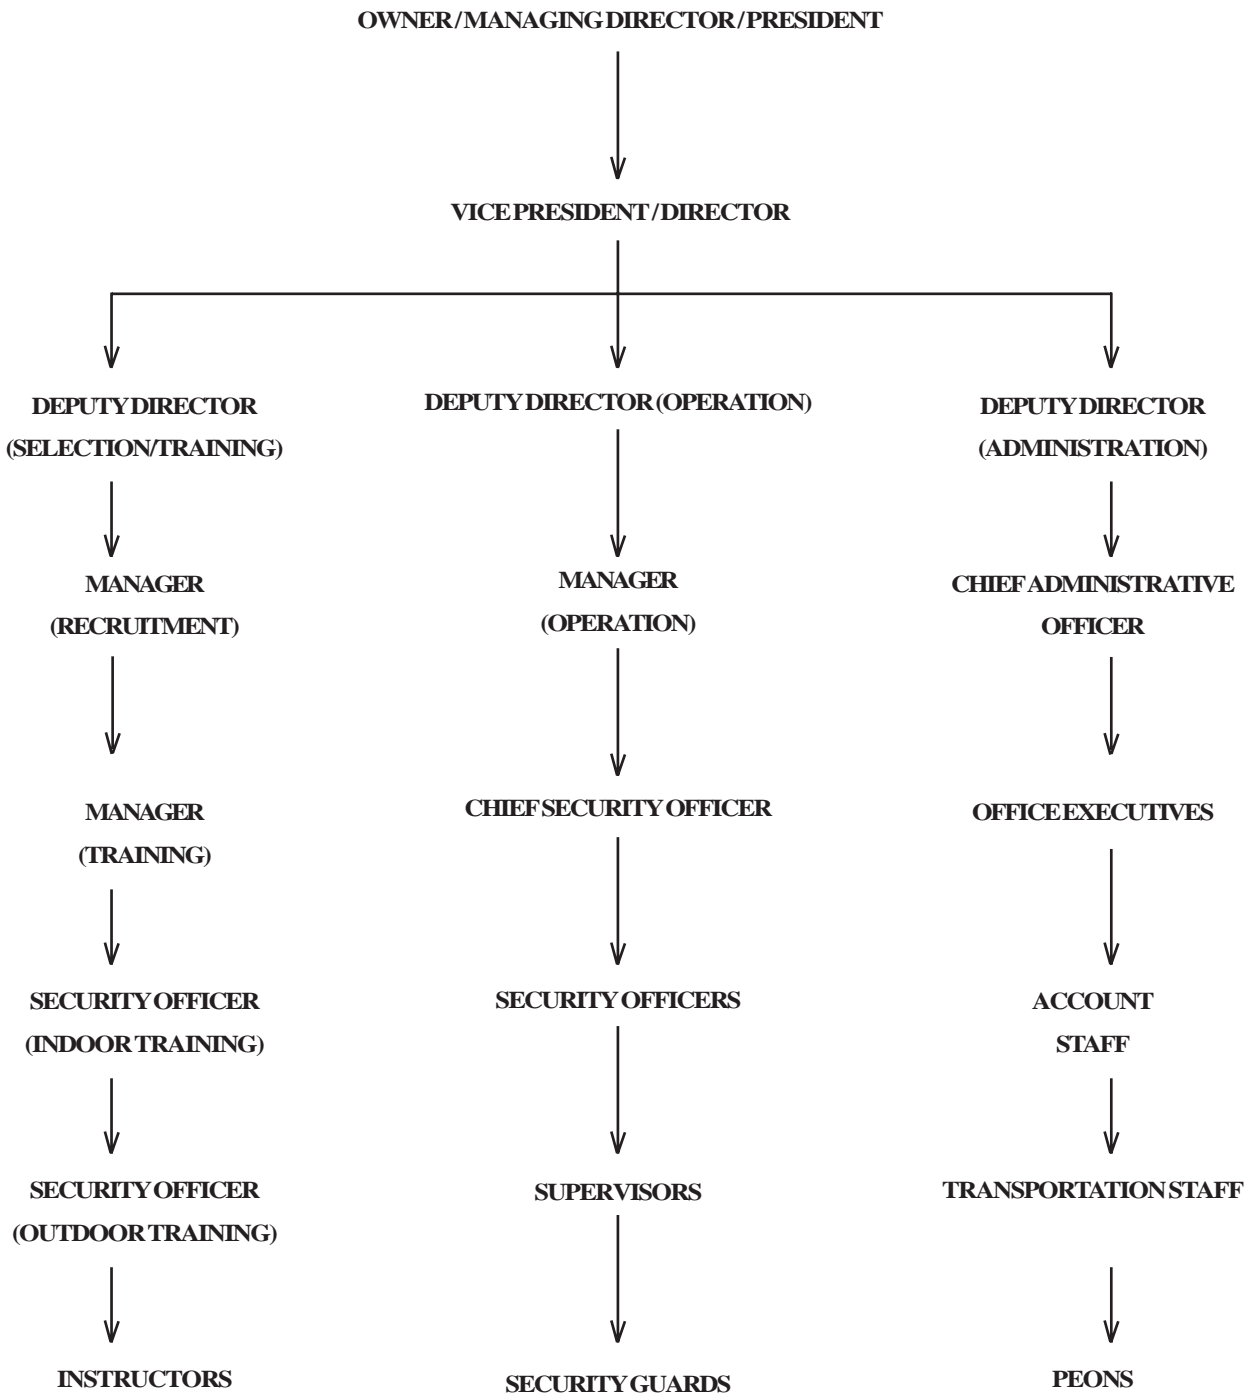 OWNER / MANAGING DIRECTOR / PRESIDENT
VICE PRESIDENT / DIRECTOR
DEPUTY DIRECTOR
(SELECTION/TRAINING)
DEPUTY DIRECTOR (OPERATION)
DEPUTY DIRECTOR
(ADMINISTRATION)
MANAGER
(RECRUITMENT)
MANAGER
(OPERATION)
CHIEF ADMINISTRATIVE
OFFICER
MANAGER
(TRAINING)
CHIEF SECURITY OFFICER
OFFICE EXECUTIVES
SECURITY OFFICER
(INDOOR TRAINING)
SECURITY OFFICERS
ACCOUNT
STAFF
SECURITY OFFICER
(OUTDOOR TRAINING)
SUPERVISORS
TRANSPORTATION STAFF
INSTRUCTORS
SECURITY GUARDS
PEONS